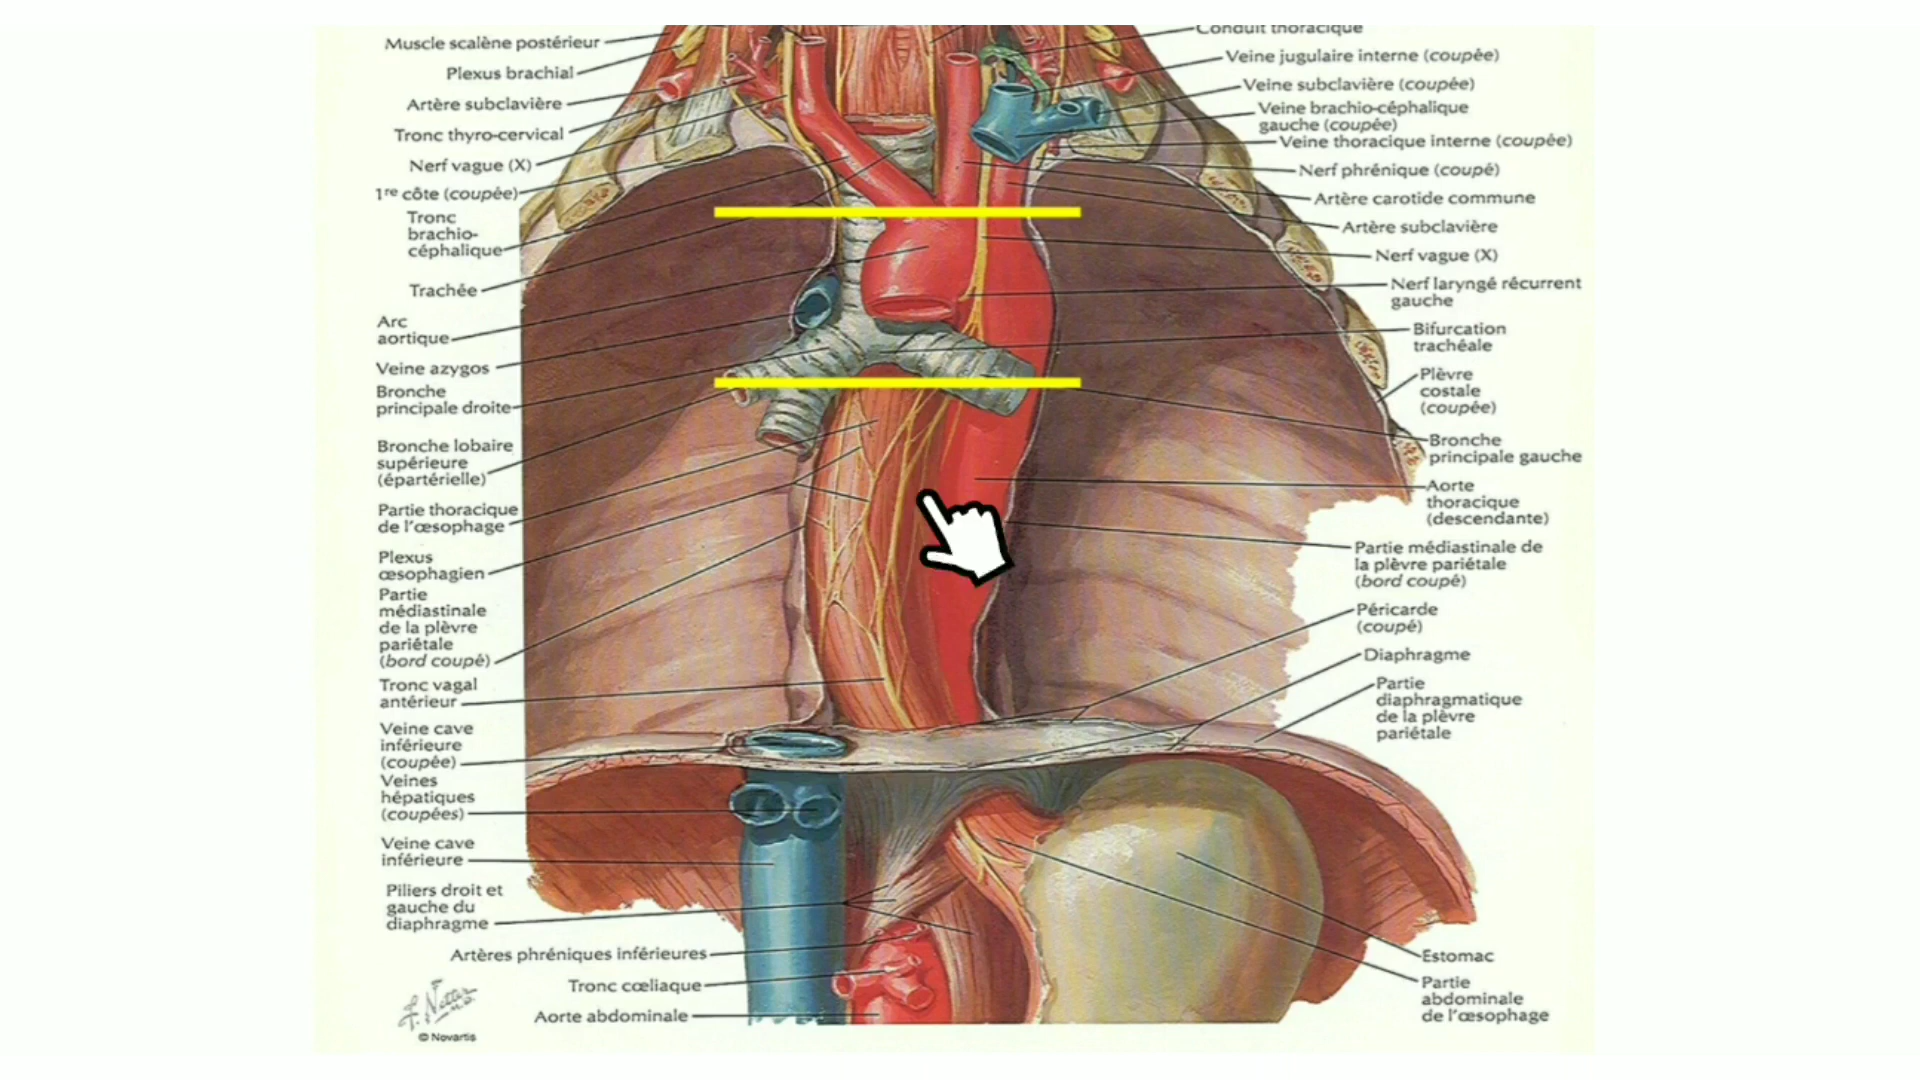 Muscle scalène postérieur
Plexus brachial
Artère subclavière
Tronc thyro-cervical
Nerf vague (X)
1re côte (coupée)
Tronc
brachio-
céphalique
Trachée
Arc
aortique
Veine azygos
Bronche
principale droite
Bronche lobaire
supérieure
(épartérielle)
Partie thoracique
de l'œsophage
Plexus
œsophagien
Partie
médiastinale
de la plèvre
pariétale
(bord coupé)
Tronc vagal
antérieur
Veine cave
inférieure
(coupée)
Veines
hépatiques
(coupées)
Veine cave
inférieure
Piliers droit et
gauche du
diaphragme
Artères phréniques inférieures
Tronc cœliaque
Aorte abdominale
F. Netter
M.D.
© Novartis
Conduit thoracique
Veine jugulaire interne (coupée)
Veine subclavière (coupée)
Veine brachio-céphalique
gauche (coupée)
Veine thoracique interne (coupée)
Nerf phrénique (coupé)
Artère carotide commune
Artère subclavière
Nerf vague (X)
Nerf laryngé récurrent
gauche
Bifurcation
trachéale
Plèvre
costale
(coupée)
Bronche
principale gauche
Aorte
thoracique
(descendante)
Partie médiastinale de
la plèvre pariétale
(bord coupé)
Péricarde
(coupé)
Diaphragme
Partie
diaphragmatique
de la plèvre
pariétale
Estomac
Partie
abdominale
de l'œsophage